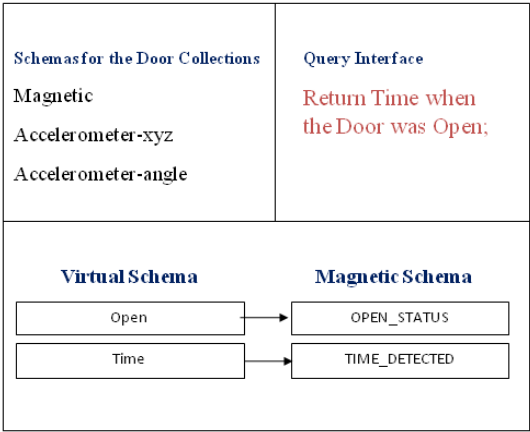 Schemas for the Door Collections
Magnetic
Accelerometer-xyz
Accelerometer-angle
Query Interface
Return Time when
the Door was Open;
Virtual Schema
Magnetic Schema
Open
OPEN_STATUS
Time
TIME_DETECTED